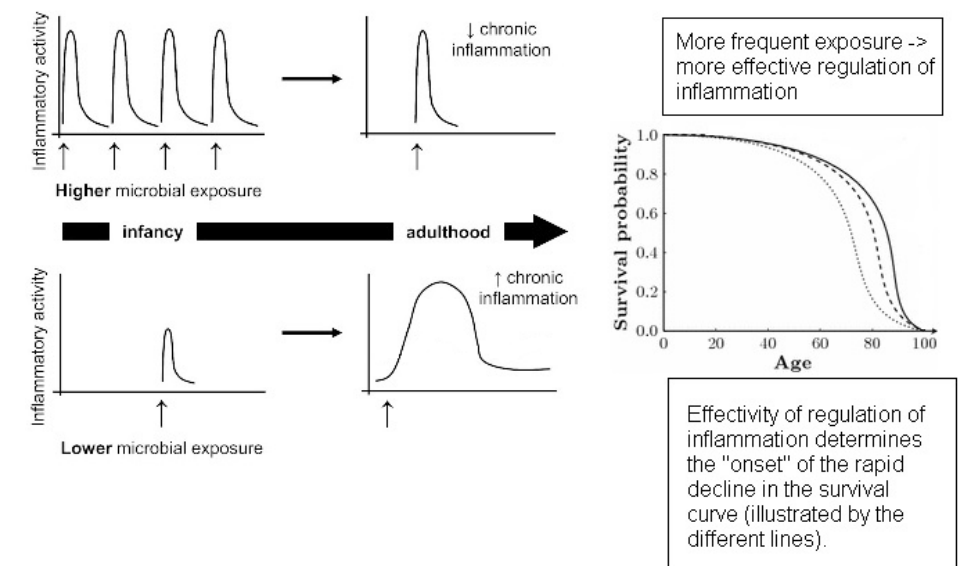 Inflammatory activity
↓ chronic
inflammation
Higher microbial exposure
infancy
adulthood
Inflammatory activity
↑ chronic
inflammation
Lower microbial exposure
More frequent exposure ->
more effective regulation of
inflammation
Survival probability
1.0
0.8
0.6
0.4
0.2
0.0
0 20 40 60 80 100
Age
Effectivity of regulation of
inflammation determines
the "onset" of the rapid
decline in the survival
curve (illustrated by the
different lines).